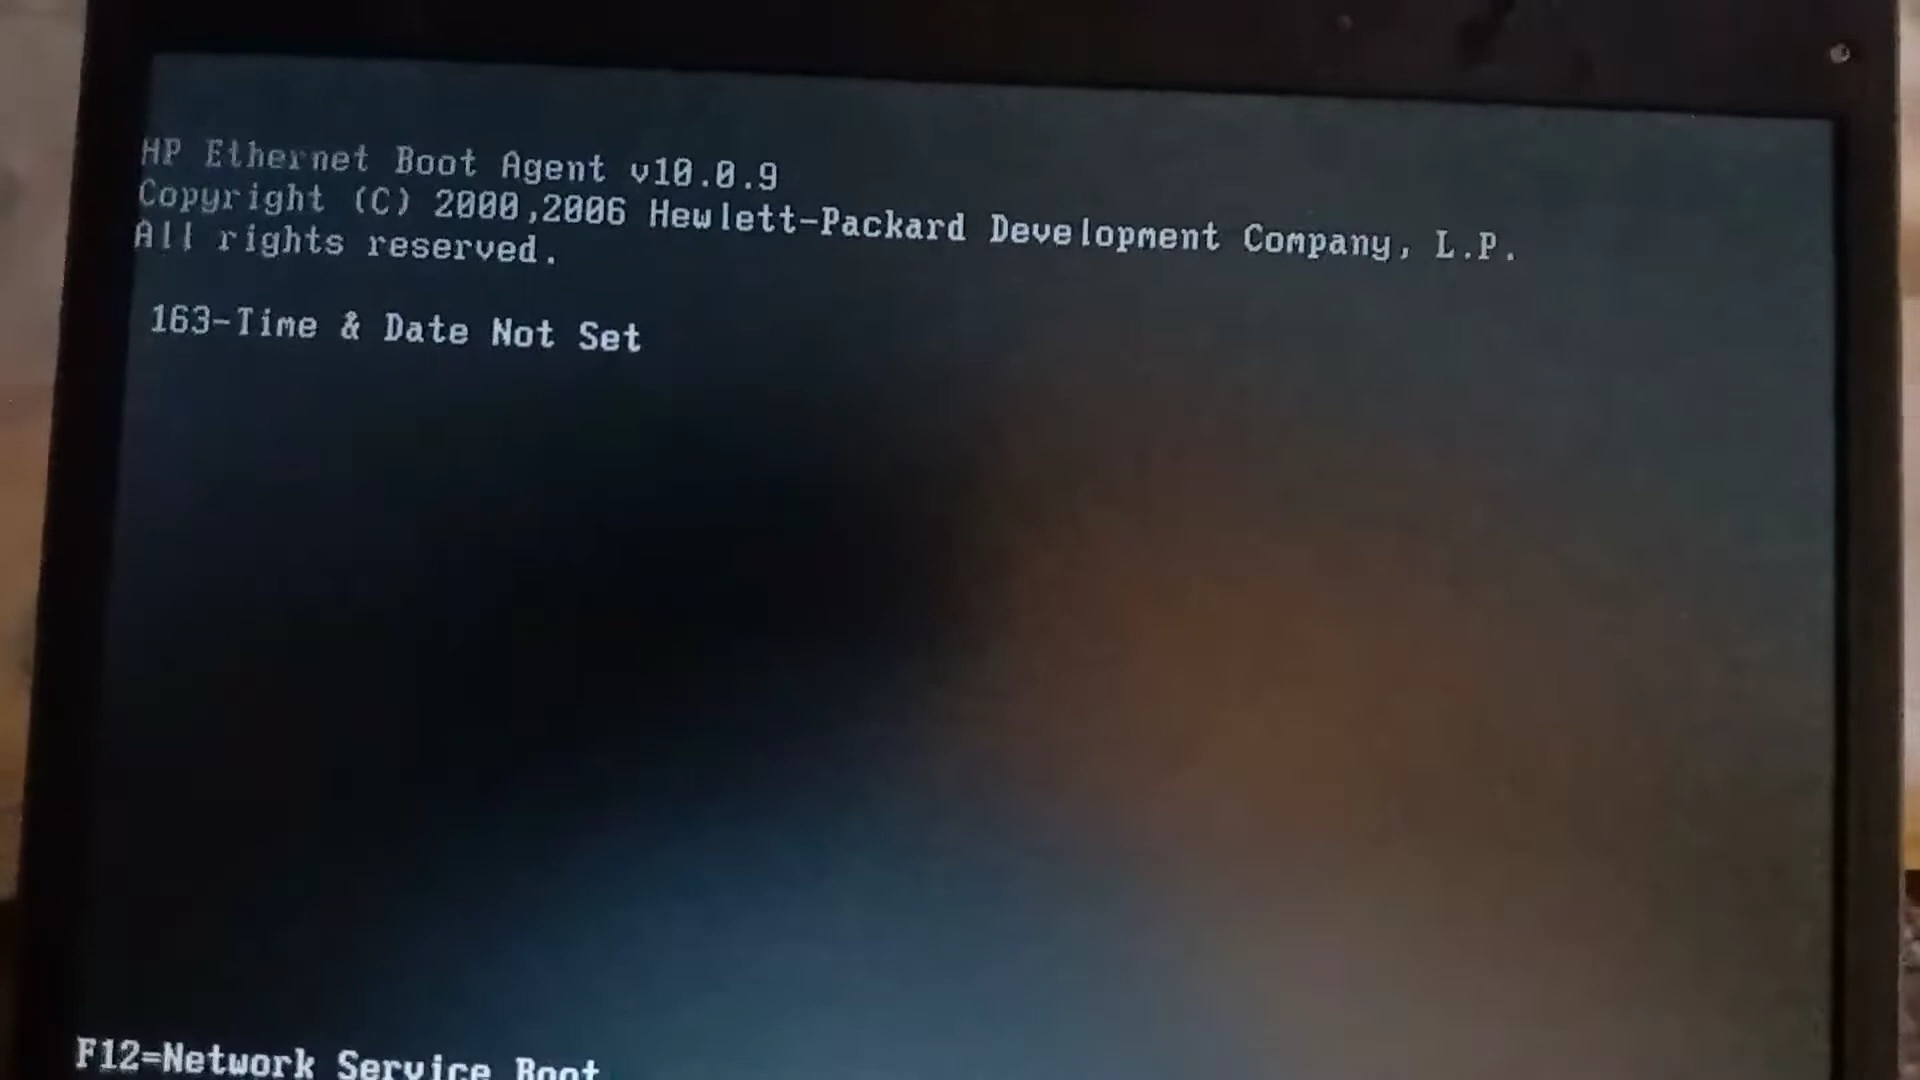 HP Ethernet Boot Agent v10.0.9
Copyright (C) 2000,2006 Hewlett-Packard Development Company, L.P.
All rights reserved.
163-Time & Date Not Set
F12=Network Service Boot